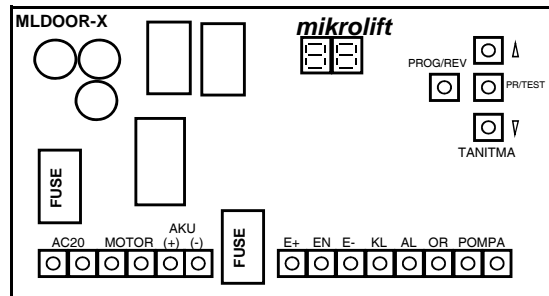 MLDOOR-X
mikrolift
PROG/REV
PR/TEST
TANITMA
FUSE
FUSE
AC20 MOTOR AKU (+) (-)
E+ EN E- KL AL OR POMPA